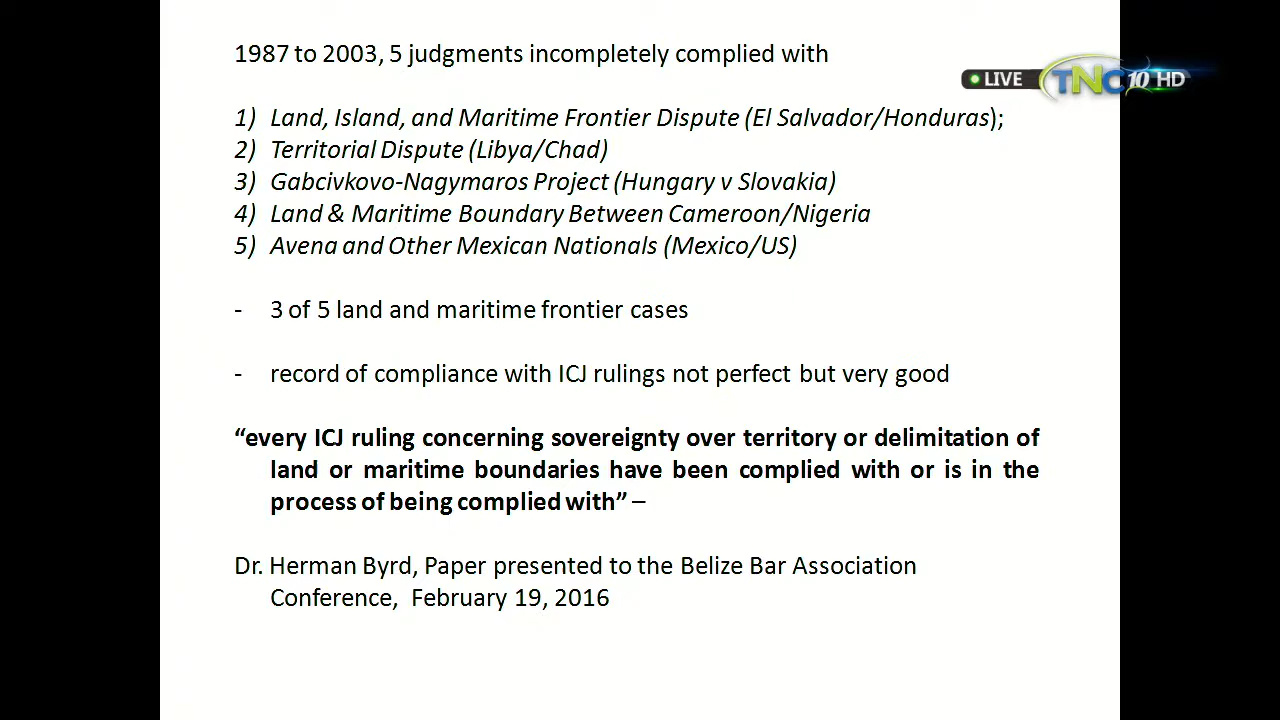 1987 to 2003, 5 judgments incompletely complied with
LIVE TNC 10 HD
1) Land, Island, and Maritime Frontier Dispute (El Salvador/Honduras);
2) Territorial Dispute (Libya/Chad)
3) Gabcivkovo-Nagymaros Project (Hungary v Slovakia)
4) Land & Maritime Boundary Between Cameroon/Nigeria
5) Avena and Other Mexican Nationals (Mexico/US)
- 3 of 5 land and maritime frontier cases
- record of compliance with ICJ rulings not perfect but very good
“every ICJ ruling concerning sovereignty over territory or delimitation of
land or maritime boundaries have been complied with or is in the
process of being complied with” –
Dr. Herman Byrd, Paper presented to the Belize Bar Association
Conference, February 19, 2016